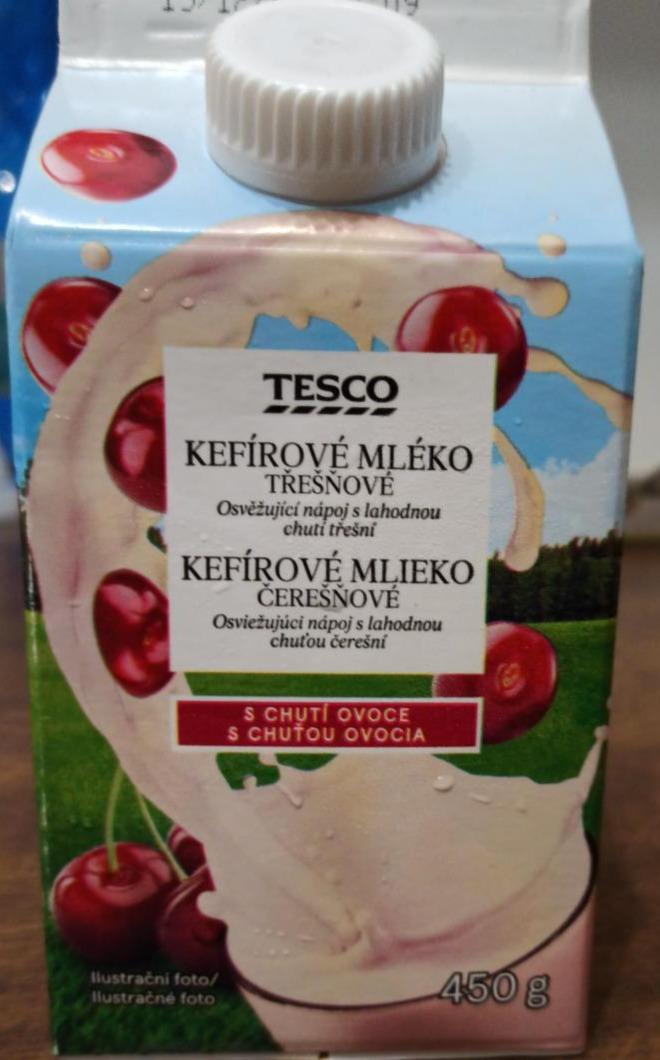 TESCO
KEFÍROVÉ MLÉKO
TŘEŠŇOVÉ
Osvěžující nápoj s lahodnou
chutí třešní
KEFÍROVÉ MLIEKO
ČEREŠŇOVÉ
Osviežujúci nápoj s lahodnou
chuťou čerešní
S CHUTÍ OVOCE
S CHUŤOU OVOCIA
Ilustrační foto/
Ilustračné foto
450 g